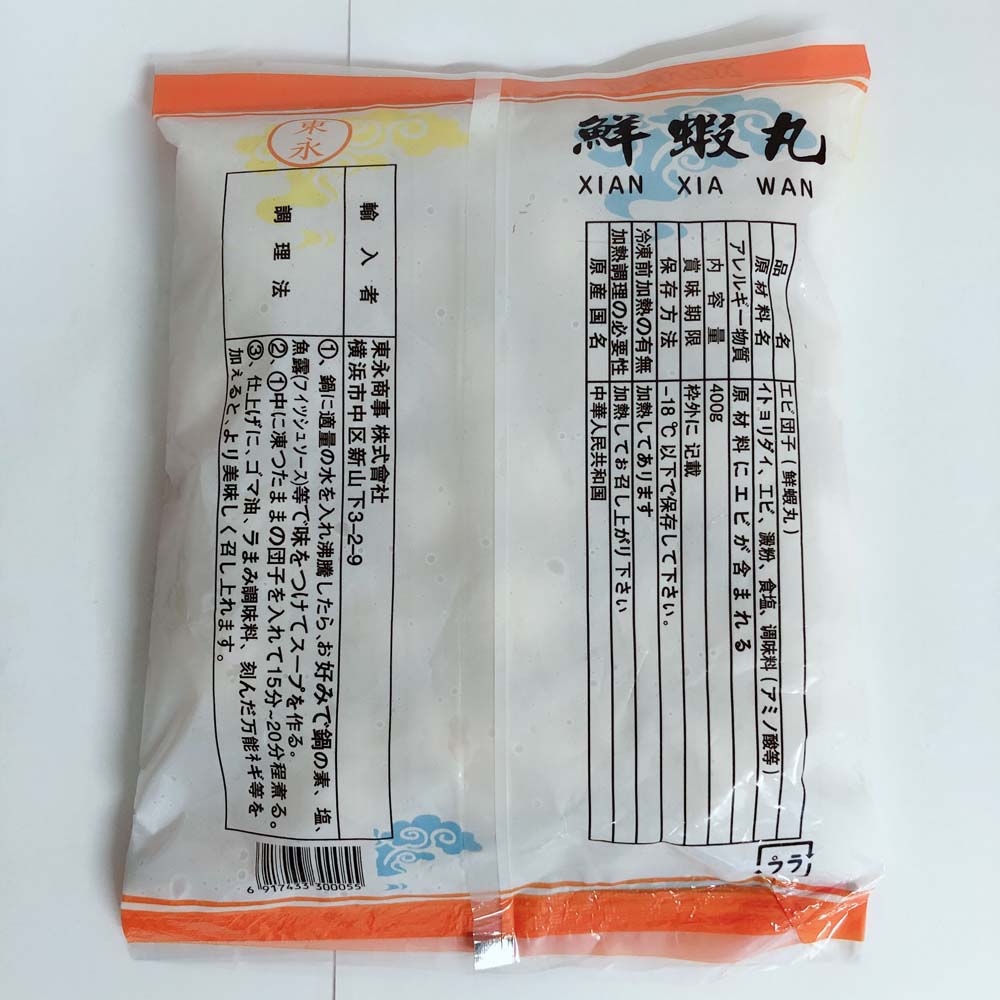 鮮蝦丸
XIAN XIA WAN
品名 エビ団子(鮮蝦丸)
原材料名 イトヨリダイ、エビ、澱粉、食塩、调味料(アミノ酸等)
アレルギー物質 原材料にエビが含まれる
内容量 400g
賞味期限 枠外に 記載
保存方法 -18℃以下で保存して下さい。
冷凍前加熱の有無 加熱してあります
加熱調理の必要性 加熱してお召し上がり下さい
原産国名 中華人民共和国
プラ
東永
輸入者 東永商事 株式會社
横浜市中区新山下3-2-9
調理法 ①、鍋に適量の水を入れ沸騰したら、お好みで鍋の素、塩、
魚露(フィッシュソース)等で味をつけてスープを作る。
②、①中に凍つたままの団子を入れて15分~20分程煮る。
③、仕上げに、ゴマ油、うまみ調味料、刻んだ万能ネギ等を
加えると、より美味しく召し上れます。
6 917433 300055